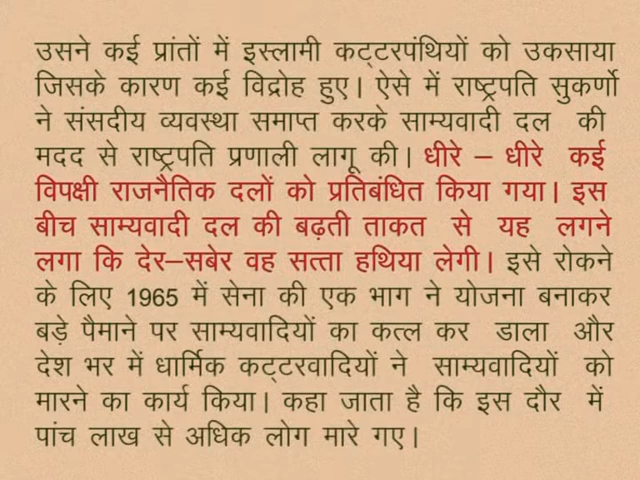 उसने कई प्रांतों में इस्लामी कट्टरपंथियों को उकसाया
जिसके कारण कई विद्रोह हुए। ऐसे में राष्ट्रपति सुकर्णो
ने संसदीय व्यवस्था समाप्त करके साम्यवादी दल की
मदद से राष्ट्रपति प्रणाली लागू की। धीरे – धीरे कई
विपक्षी राजनैतिक दलों को प्रतिबंधित किया गया। इस
बीच साम्यवादी दल की बढ़ती ताकत से यह लगने
लगा कि देर–सबेर वह सत्ता हथिया लेगी। इसे रोकने
के लिए 1965 में सेना की एक भाग ने योजना बनाकर
बड़े पैमाने पर साम्यवादियों का कत्ल कर डाला और
देश भर में धार्मिक कट्टरवादियों ने साम्यवादियों को
मारने का कार्य किया। कहा जाता है कि इस दौर में
पांच लाख से अधिक लोग मारे गए।